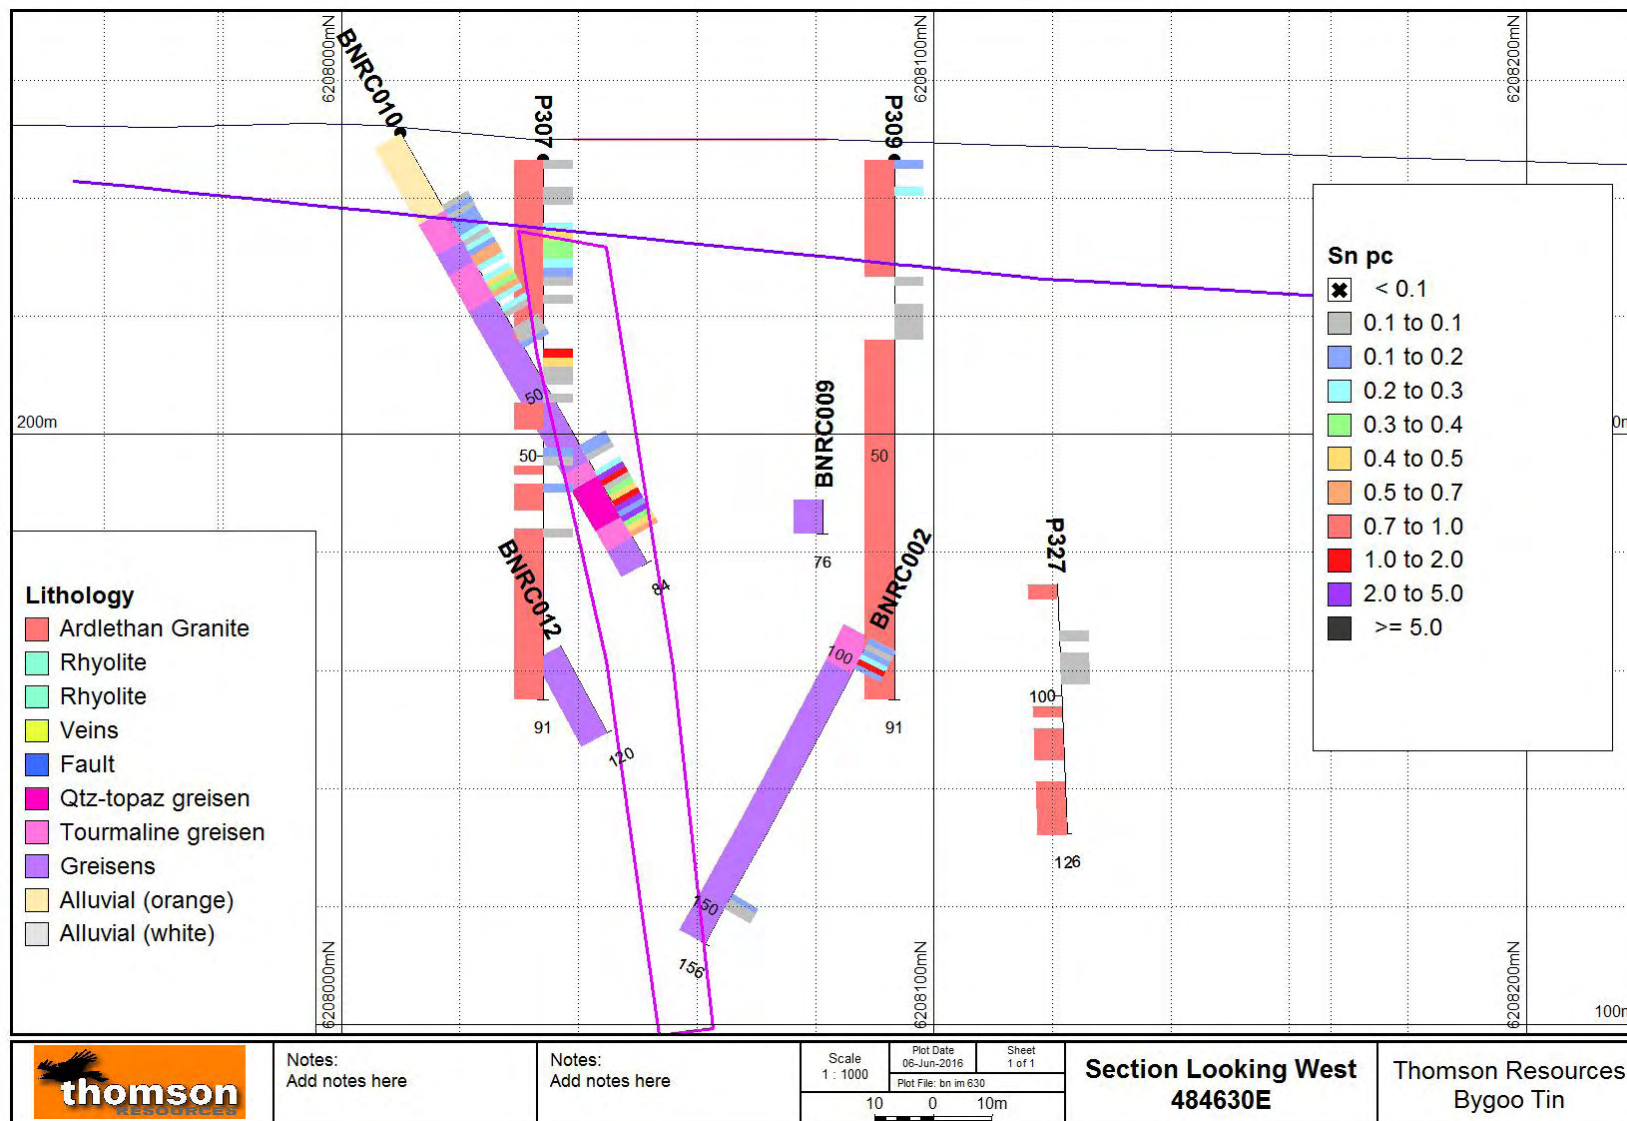 6208000mN
6208100mN
6208200mN
BNRC010
P307
P309
200m
50
50
50
BNRC009
76
84
BNRC012
BNRC002
P327
100
100
91
91
120
126
150
156
6208000mN
6208100mN
6208200mN
100m
Sn pc
< 0.1
0.1 to 0.1
0.1 to 0.2
0.2 to 0.3
0.3 to 0.4
0.4 to 0.5
0.5 to 0.7
0.7 to 1.0
1.0 to 2.0
2.0 to 5.0
>= 5.0
Lithology
Ardlethan Granite
Rhyolite
Rhyolite
Veins
Fault
Qtz-topaz greisen
Tourmaline greisen
Greisens
Alluvial (orange)
Alluvial (white)
thomson
RESOURCES
Notes:
Add notes here
Notes:
Add notes here
Scale
1 : 1000
Plot Date
06-Jun-2016
Sheet
1 of 1
Plot File: bn im 630
10 0 10m
Section Looking West
484630E
Thomson Resources
Bygoo Tin